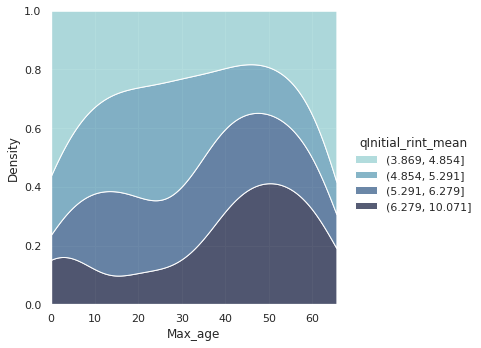 1.0
0.8
0.6
0.4
0.2
0.0
Density
0 10 20 30 40 50 60
Max_age
qInitial_rint_mean
(3.869, 4.854]
(4.854, 5.291]
(5.291, 6.279]
(6.279, 10.071]